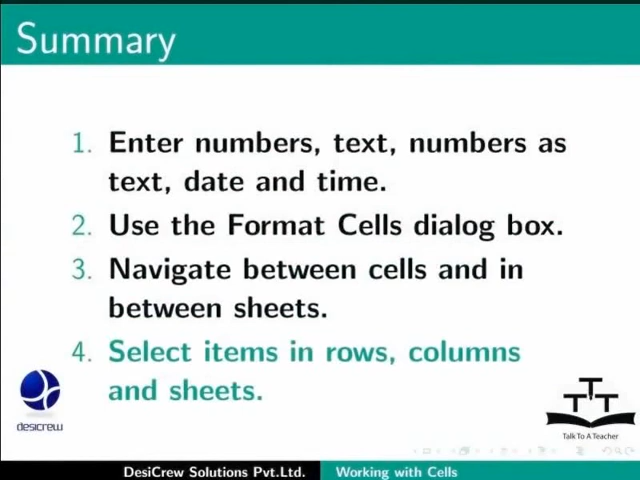 Summary
1. Enter numbers, text, numbers as
text, date and time.
2. Use the Format Cells dialog box.
3. Navigate between cells and in
between sheets.
4. Select items in rows, columns
and sheets.
desicrew
TTT
Talk To A Teacher
DesiCrew Solutions Pvt.Ltd. Working with Cells